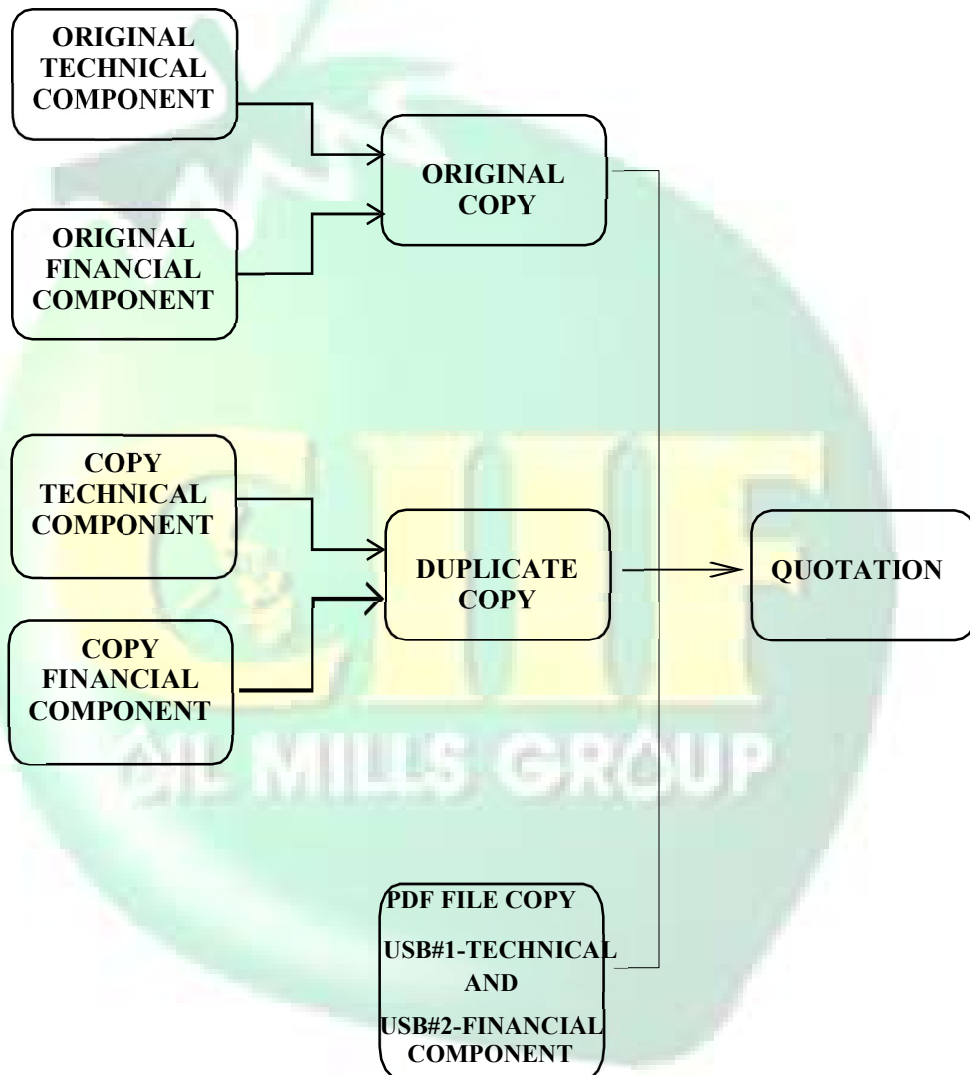 ORIGINAL
TECHNICAL
COMPONENT
ORIGINAL
FINANCIAL
COMPONENT
ORIGINAL
COPY
COPY
TECHNICAL
COMPONENT
COPY
FINANCIAL
COMPONENT
DUPLICATE
COPY
QUOTATION
CIIF
OIL MILLS GROUP
PDF FILE COPY
USB#1-TECHNICAL
AND
USB#2-FINANCIAL
COMPONENT